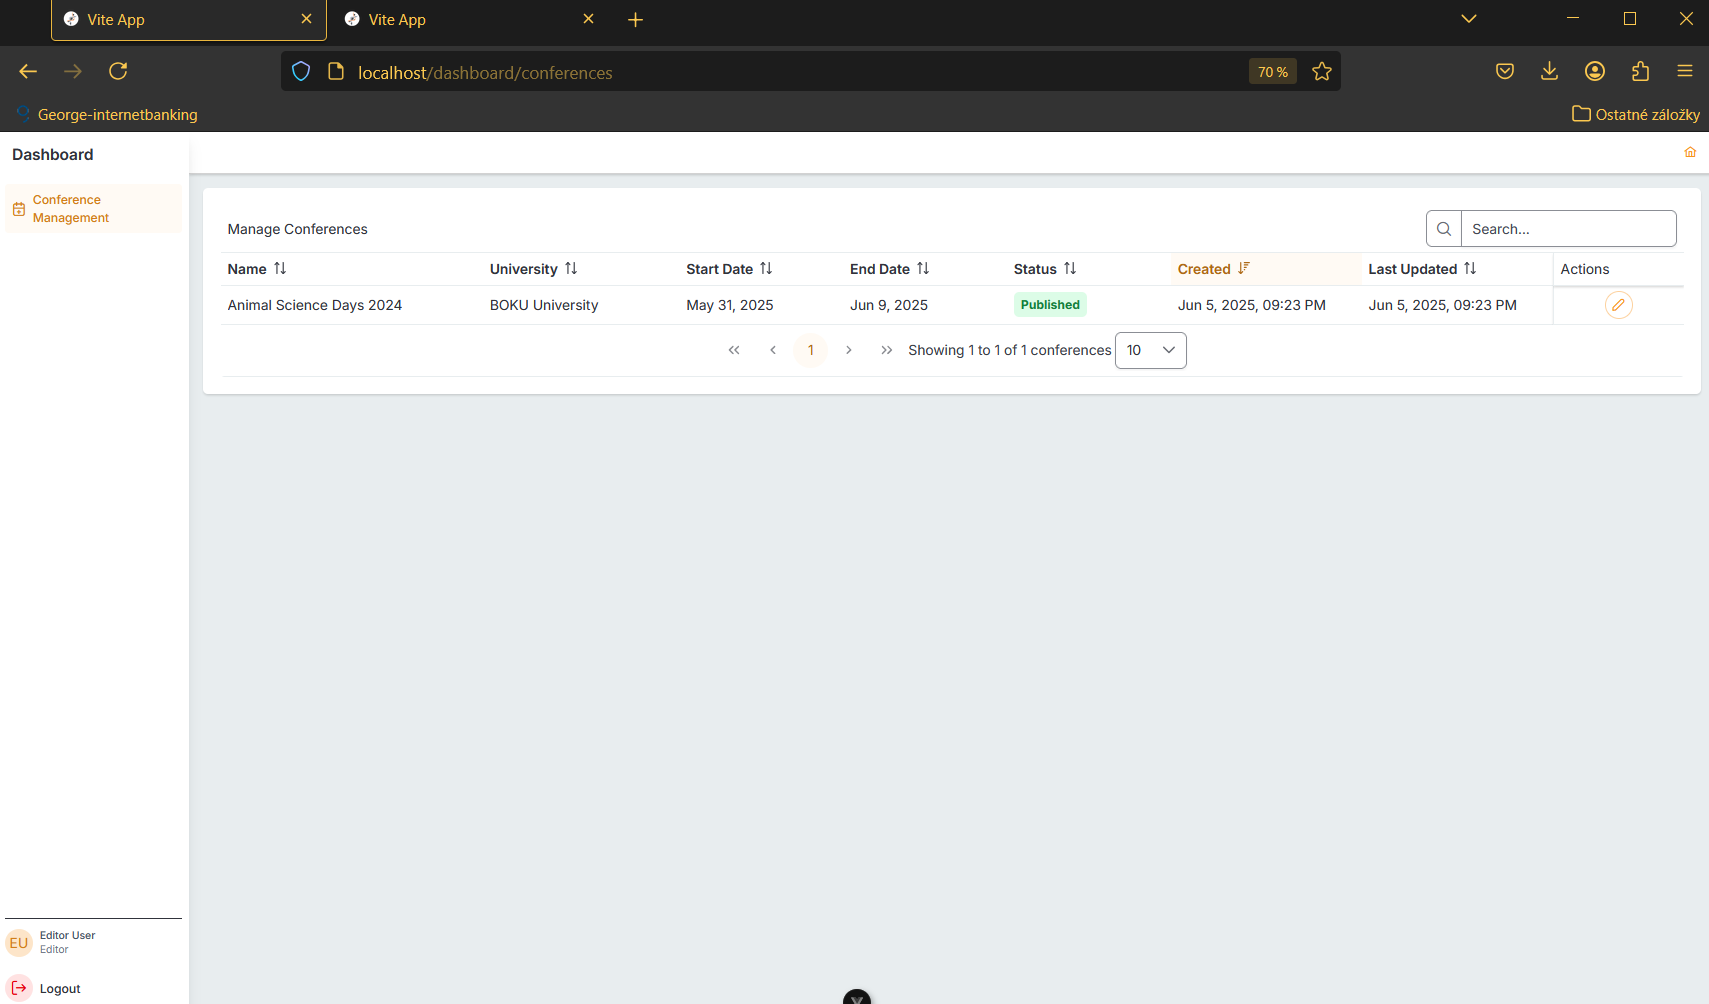 Vite App
Vite App
localhost/dashboard/conferences
70 %
George-internetbanking
Ostatné záložky
Dashboard
Conference
Management
Manage Conferences
Search...
Name University Start Date End Date Status Created Last Updated Actions
Animal Science Days 2024 BOKU University May 31, 2025 Jun 9, 2025 Published Jun 5, 2025, 09:23 PM Jun 5, 2025, 09:23 PM
1 Showing 1 to 1 of 1 conferences 10
EU Editor User
Editor
Logout